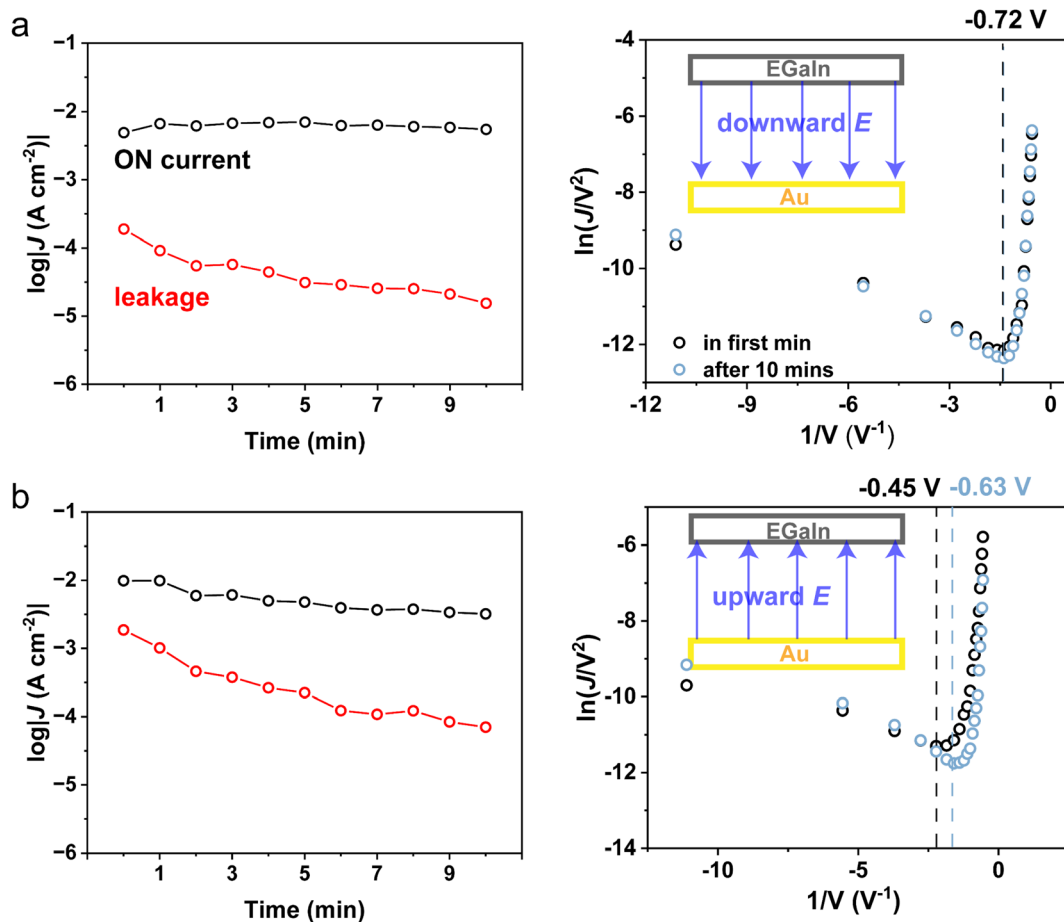 a
−1
−2
−3
−4
−5
−6
log|J (A cm⁻²)|
ON current
leakage
1 3 5 7 9
Time (min)
-0.72 V
-4
-6
-8
-10
-12
ln(J/V²)
EGaIn
downward E
Au
in first min
after 10 mins
-12 -9 -6 -3 0
1/V (V⁻¹)
b
−1
−2
−3
−4
−5
−6
log|J (A cm⁻²)|
1 3 5 7 9
Time (min)
-0.45 V -0.63 V
-6
-8
-10
-12
-14
ln(J/V²)
EGaIn
upward E
Au
-10 -5 0
1/V (V⁻¹)